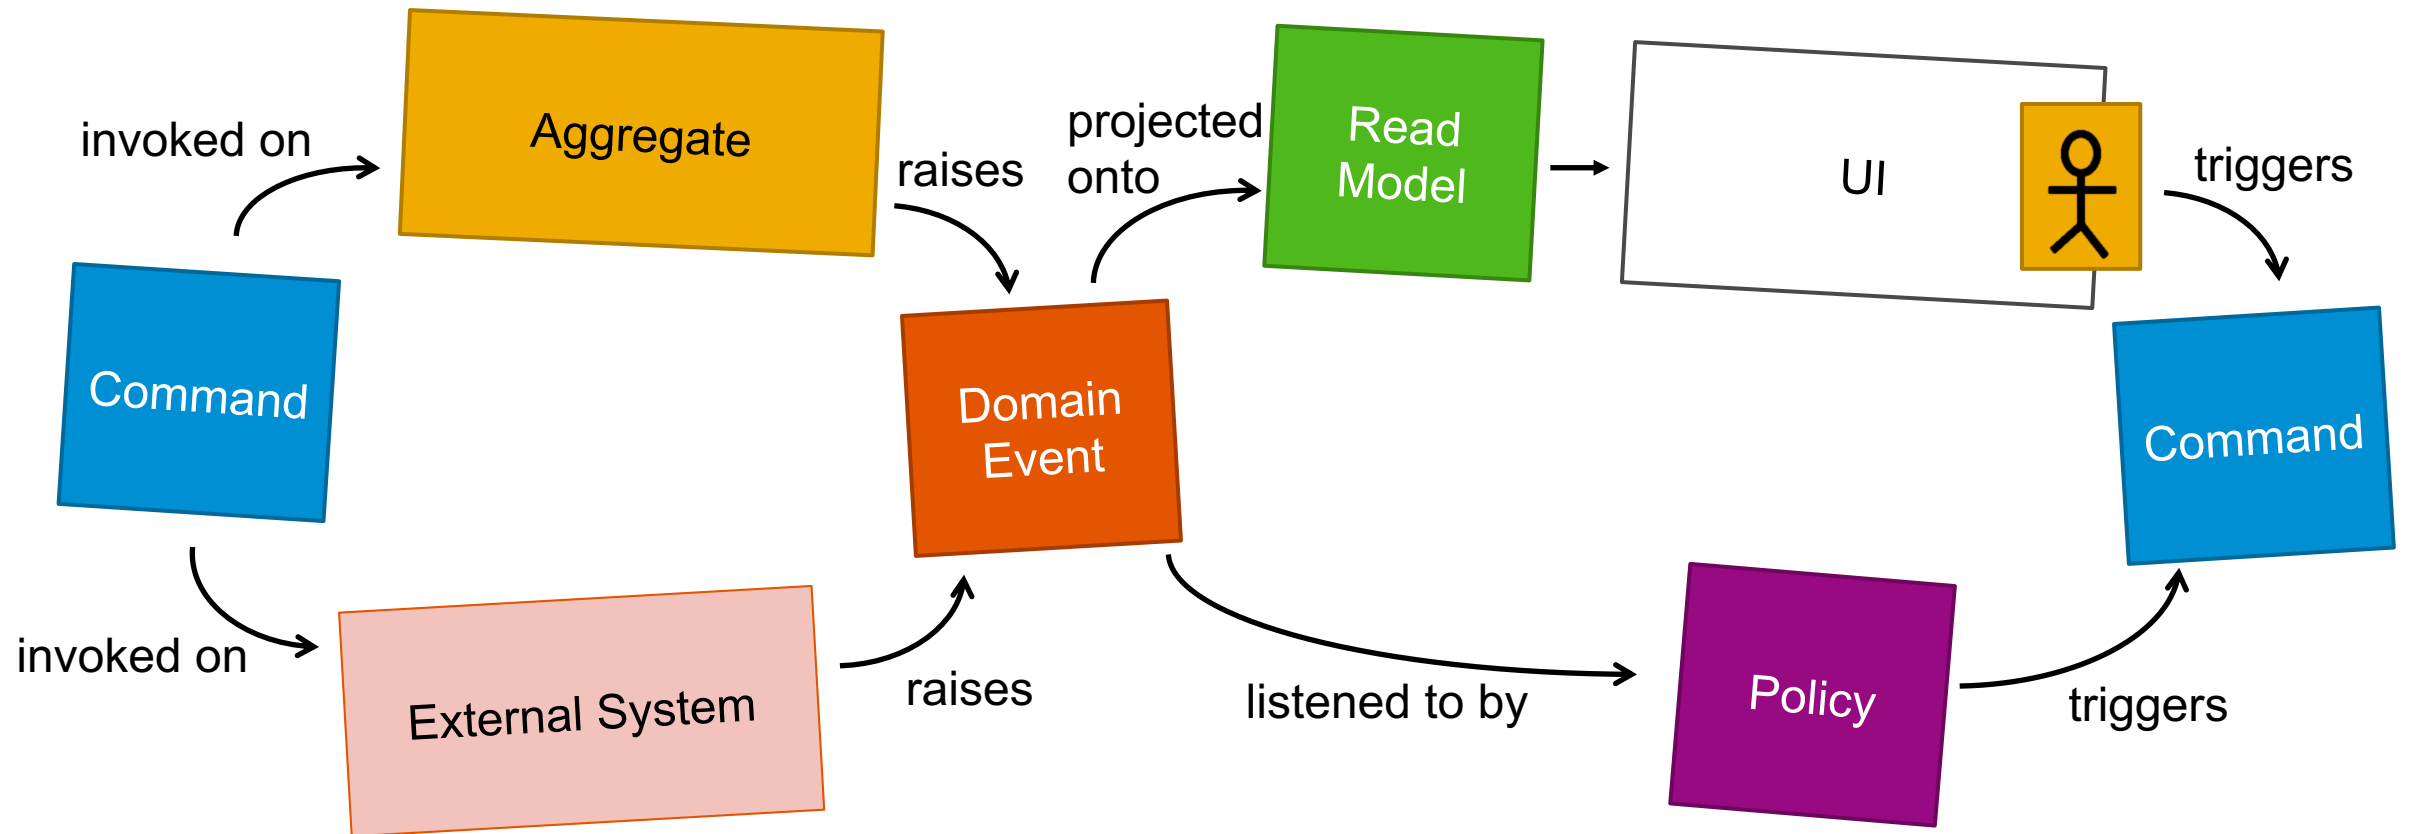 invoked on
Aggregate
raises
projected
onto
Read
Model
UI
triggers
Command
Domain
Event
Command
invoked on
External System
raises
listened to by
Policy
triggers